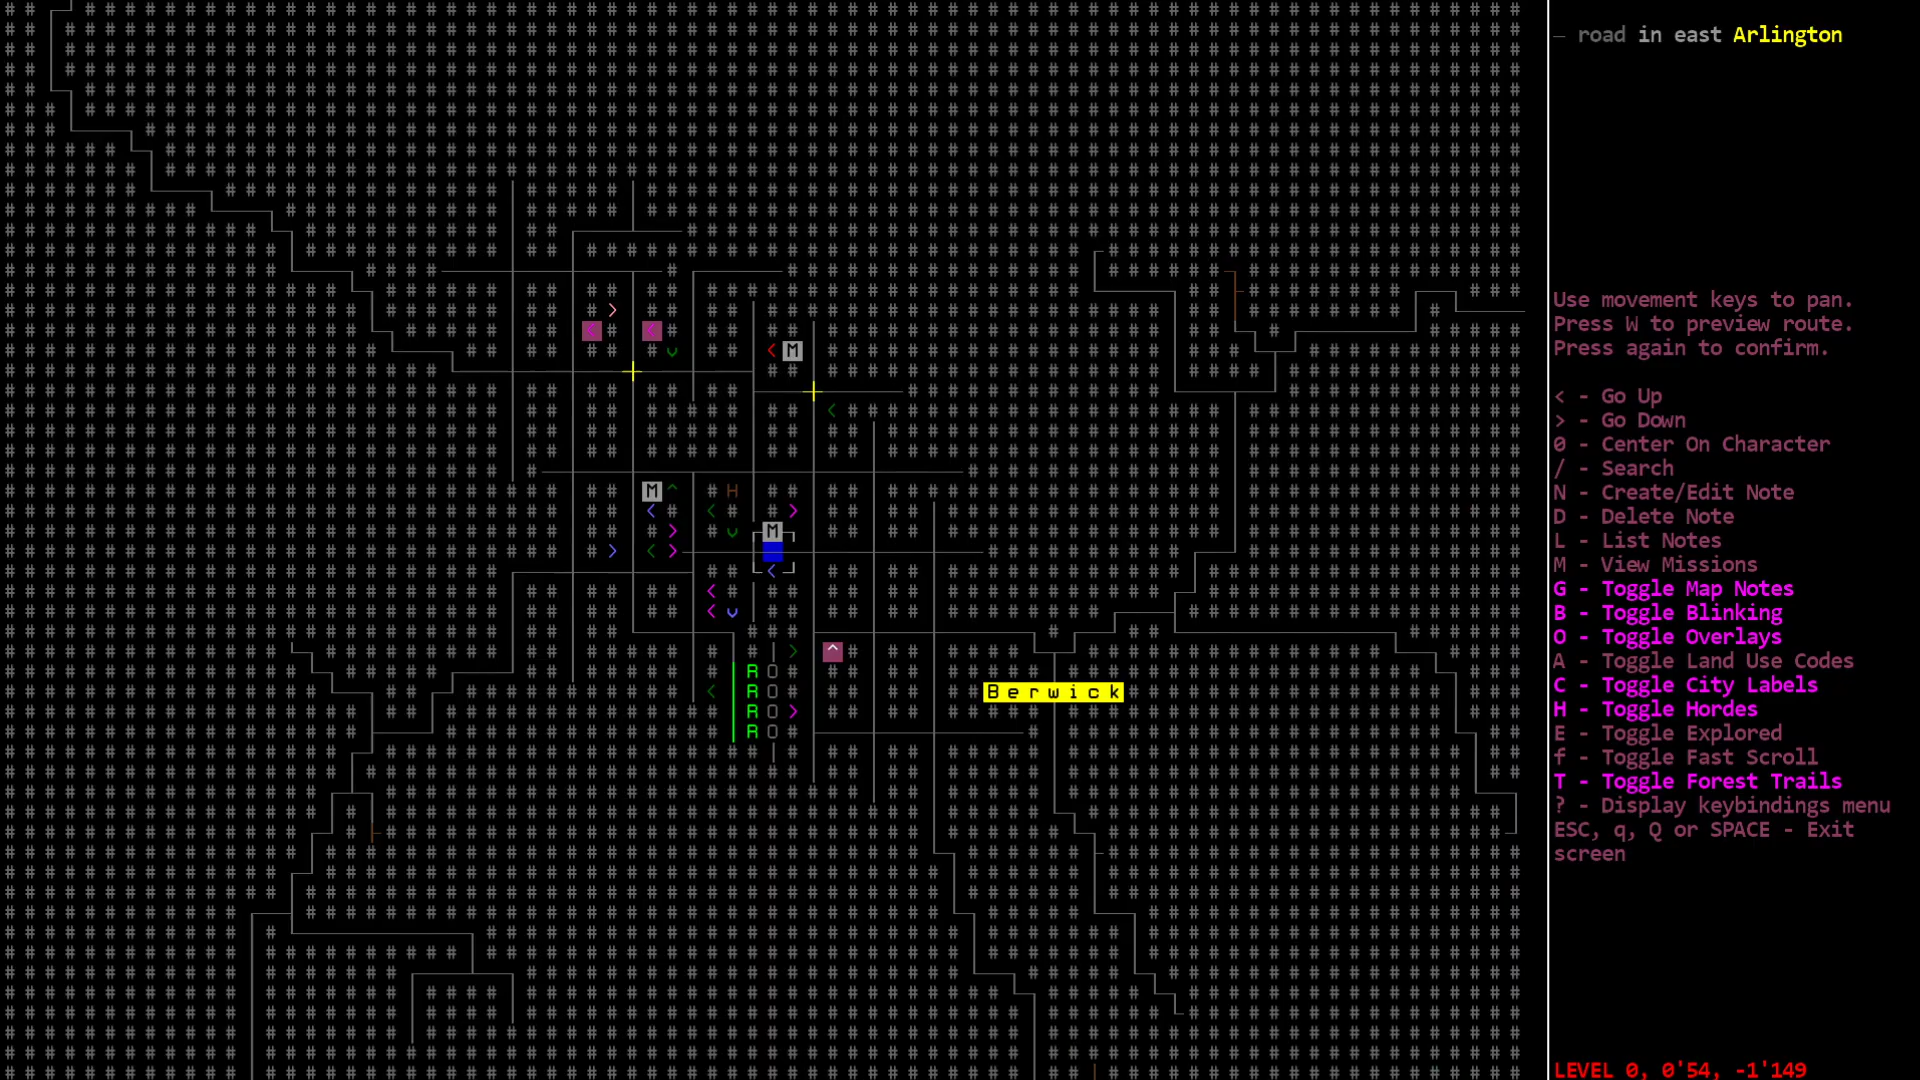 — road in east Arlington
Use movement keys to pan.
Press W to preview route.
Press again to confirm.
< - Go Up
> - Go Down
0 - Center On Character
/ - Search
N - Create/Edit Note
D - Delete Note
L - List Notes
M - View Missions
G - Toggle Map Notes
B - Toggle Blinking
O - Toggle Overlays
A - Toggle Land Use Codes
C - Toggle City Labels
H - Toggle Hordes
E - Toggle Explored
f - Toggle Fast Scroll
T - Toggle Forest Trails
? - Display keybindings menu
ESC, q, Q or SPACE - Exit
screen
LEVEL 0, 0'54, -1'149
M
M H
M
R O
R O
R O
R O
Berwick